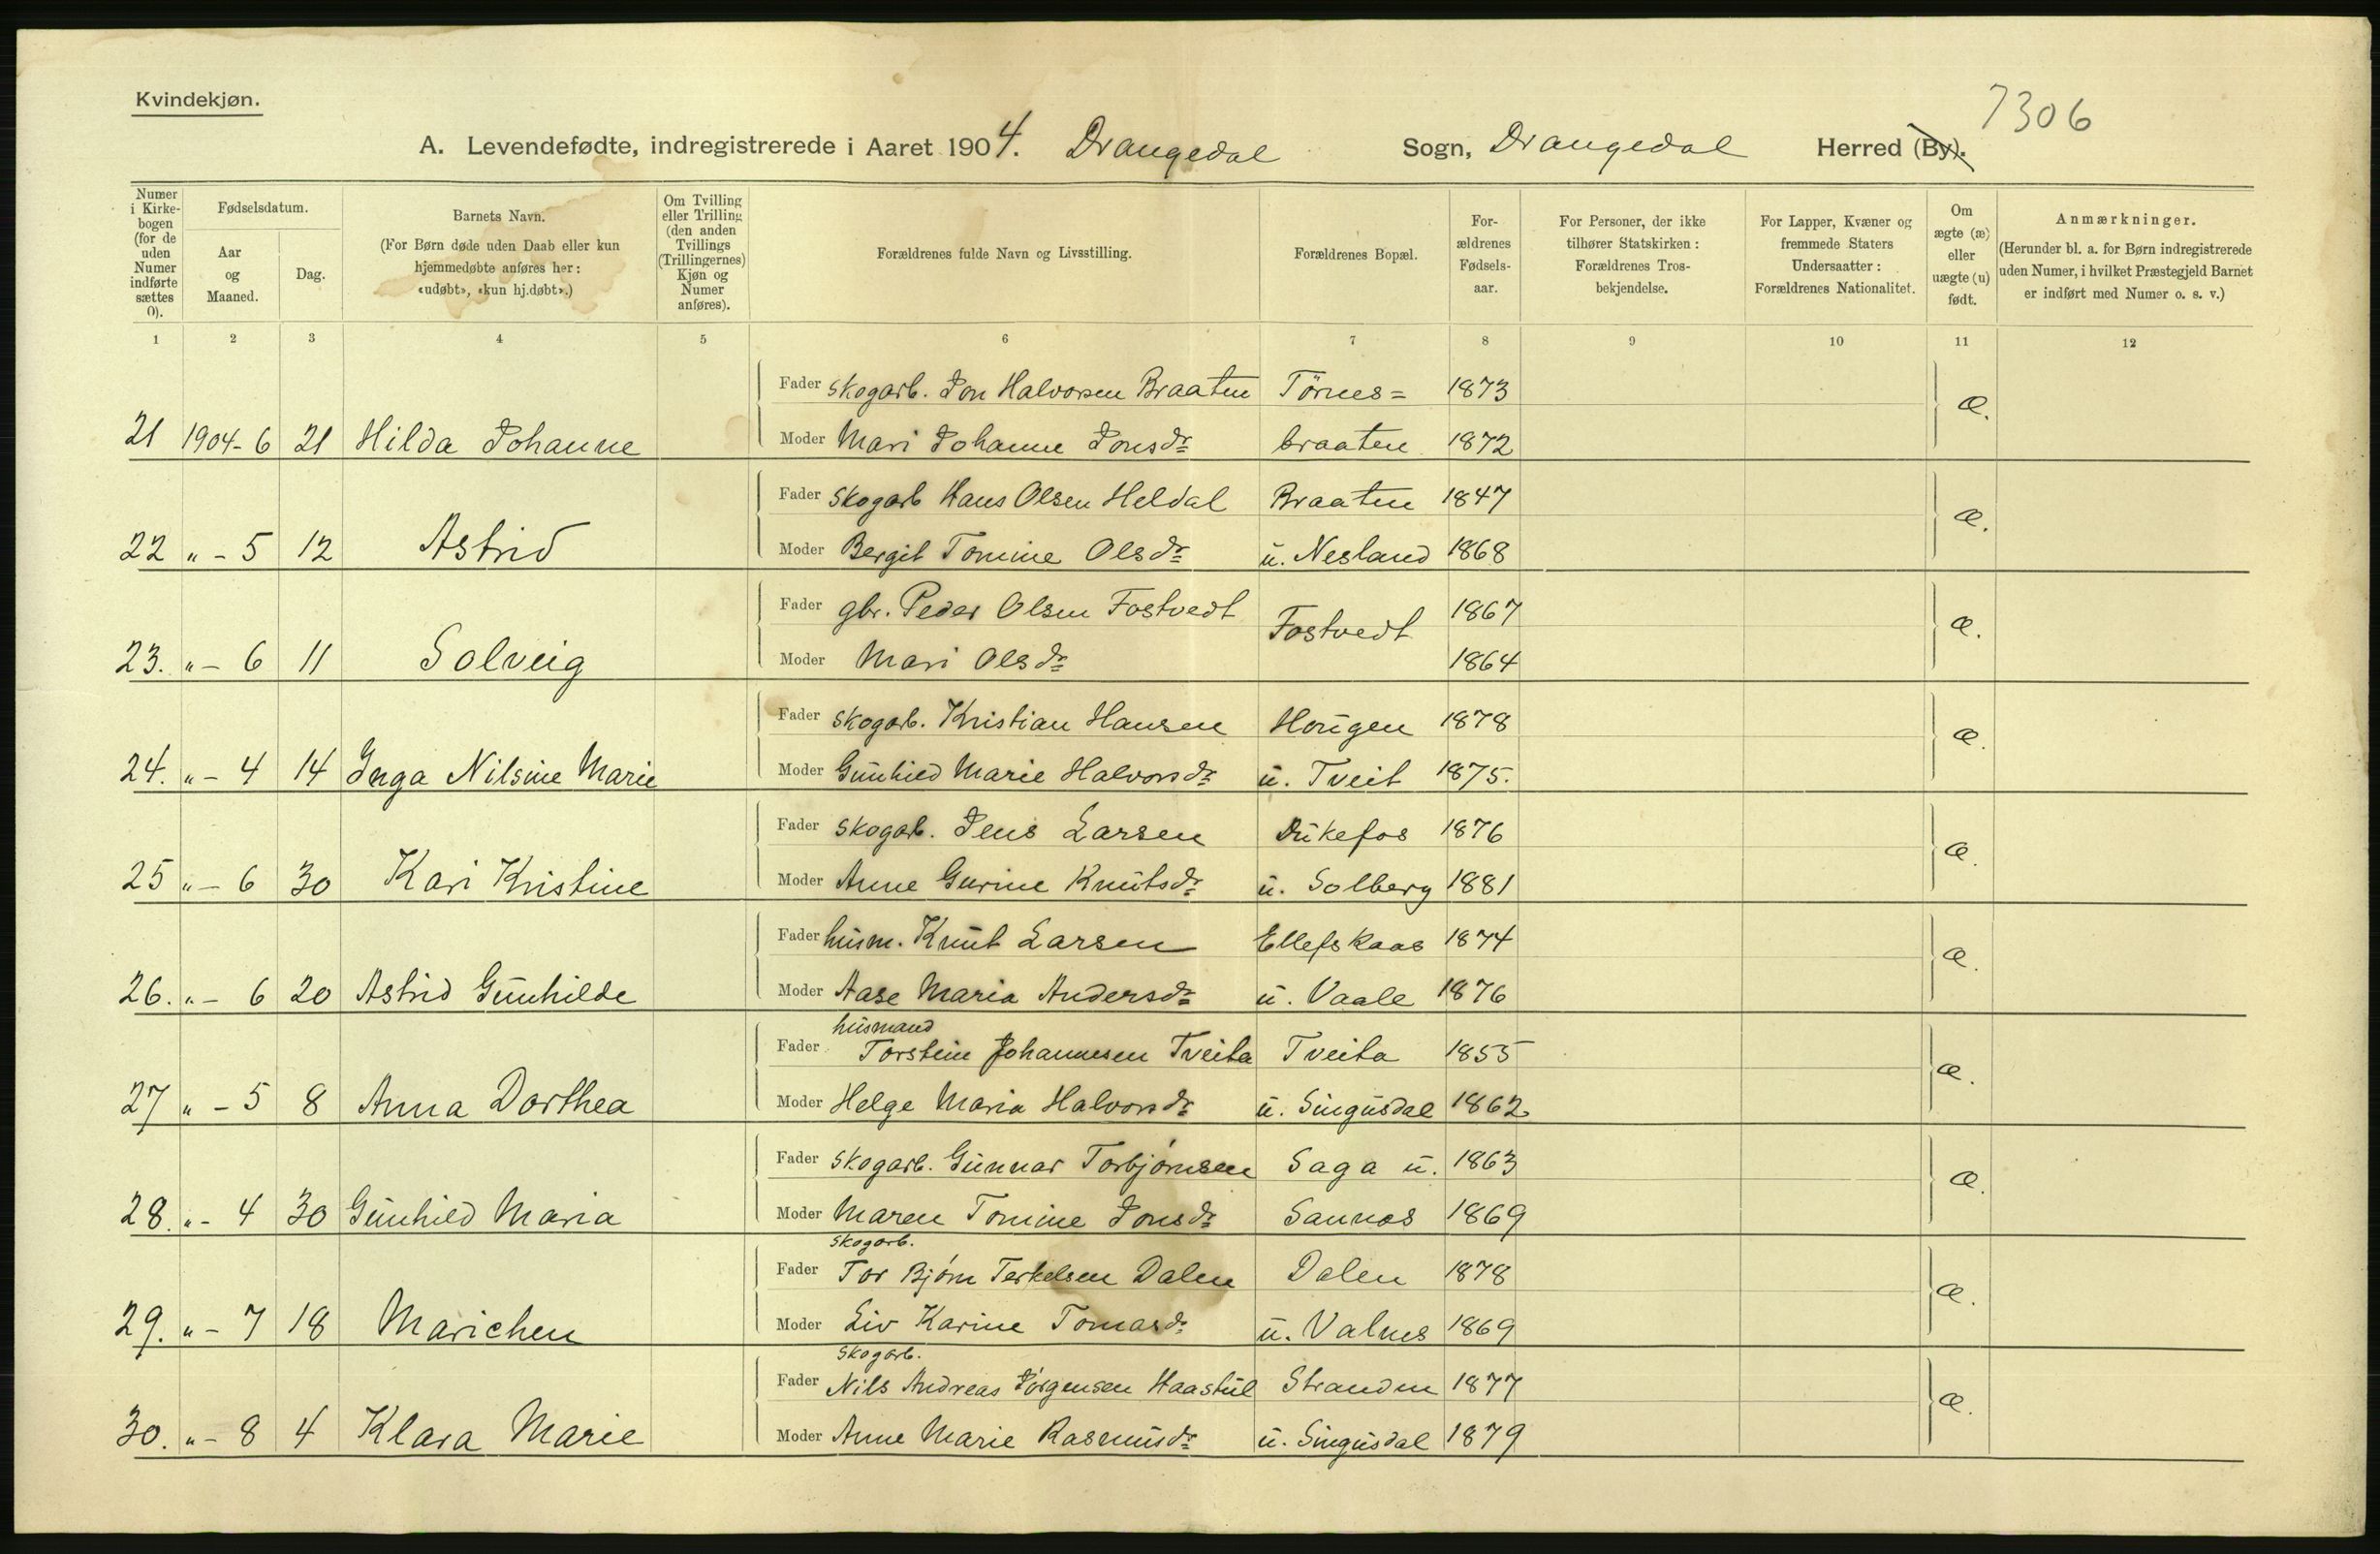 Kvindekjøn.
7306
A. Levendefødte, indregistrerede i Aaret 1904. Drangedal Sogn, Drangedal Herred (By).
Numer i Kirkebogen (for de uden Numer indførte sættes 0).
Fødselsdatum.
Aar og Maaned.
Dag.
Barnets Navn.
(For Børn døde uden Daab eller kun
hjemmedøbte anføres her:
«udøbt», «kun hj.døbt».)
Om Tvilling eller Trilling (den anden Tvillings (Trillingernes) Kjøn og Numer anføres).
Forældrenes fulde Navn og Livsstilling.
Forældrenes Bopæl.
For-ældrenes Fødsels-aar.
For Personer, der ikke
tilhører Statskirken:
Forældrenes Tros-
bekjendelse.
For Lapper, Kvæner og
fremmede Staters
Undersaatter:
Forældrenes Nationalitet.
Om ægte (æ) eller uægte (u) født.
Anmærkninger.
(Herunder bl. a. for Børn indregistrerede
uden Numer, i hvilket Præstegjeld Barnet
er indført med Numer o. s. v.)
1 2 3 4 5 6 7 8 9 10 11 12
Fader skogarb. Jon Halvorsen Braaten Törnes= 1873 æ.
21 1904-6 21 Hilda Johanne Moder Mari Johanne Jonsdr braaten 1872
Fader skogarb Hans Olsen Heldal Braaten 1847 æ.
22 " - 5 12 Astrid Moder Bergit Tomine Olsdr u. Nesland 1868
Fader gbr. Peder Olsen Fostvedt Fostvedt 1867 æ.
23. " - 6 11 Solveig Moder Mari Olsdr 1864
Fader skogarb. Kristian Hansen Hougen 1878 æ.
24. " - 4 14 Inga Nilsine Marie Moder Gunhild Marie Halvorsdr u. Tveit 1875.
Fader skogarb. Jens Larsen Dukefos 1876 æ.
25 " - 6 30 Kari Kristine Moder Anne Gurine Knutsdr u. Solberg 1881
Fader husm. Knut Larsen Ellefskaas 1874 æ.
26. " - 6 20 Astrid Gunhilde Moder Aase Maria Andersdr u. Vaale 1876
husmand
Fader Torstein Johannesen Tveita Tveita 1855 æ.
27 " - 5 8 Anna Dorthea Moder Helge Maria Halvorsdr u. Singusdal 1862
Fader skogarb. Gunnar Torbjørnsen Saga u. 1863 æ.
28. " - 4 30 Gunhild Maria Moder Maren Tomine Jonsdr Sannes 1869
skogarb.
Fader Tor Bjørn Terkelsen Dalen Dalen 1878 æ.
29. " - 7 18 Marichen Moder Liv Karine Tomasdr u. Valnes 1869
skogarb.
Fader Nils Andreas Jörgensen Haastul Stranden 1877 æ.
30. " - 8 4 Klara Marie Moder Anne Marie Rasmusdr u. Singusdal 1879